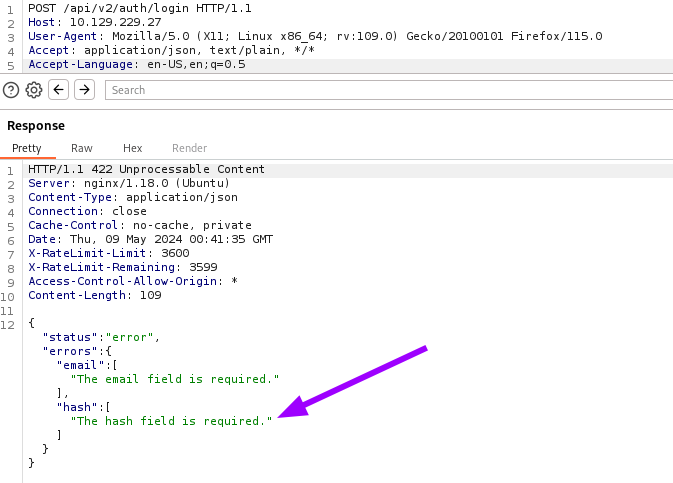 1 POST /api/v2/auth/login HTTP/1.1
2 Host: 10.129.229.27
3 User-Agent: Mozilla/5.0 (X11; Linux x86_64; rv:109.0) Gecko/20100101 Firefox/115.0
4 Accept: application/json, text/plain, */*
5 Accept-Language: en-US,en;q=0.5
Search
Response
Pretty Raw Hex Render
1 HTTP/1.1 422 Unprocessable Content
2 Server: nginx/1.18.0 (Ubuntu)
3 Content-Type: application/json
4 Connection: close
5 Cache-Control: no-cache, private
6 Date: Thu, 09 May 2024 00:41:35 GMT
7 X-RateLimit-Limit: 3600
8 X-RateLimit-Remaining: 3599
9 Access-Control-Allow-Origin: *
10 Content-Length: 109
11
12 {
"status":"error",
"errors":{
"email":[
"The email field is required."
],
"hash":[
"The hash field is required."
]
}
}